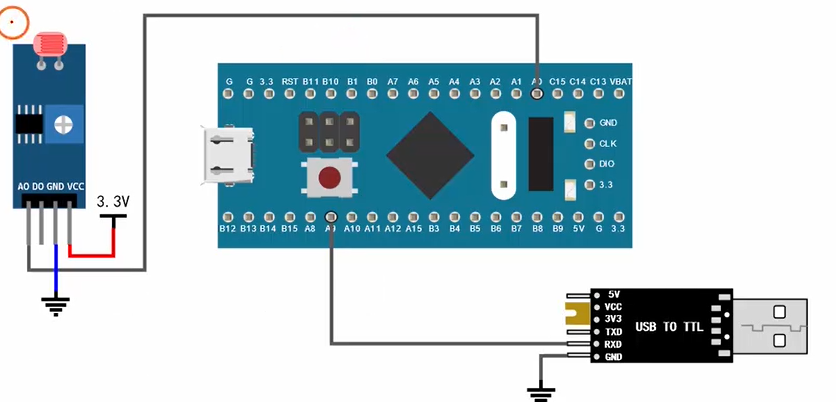 G G 3.3 RST B11 B10 B1 B0 A7 A6 A5 A4 A3 A2 A1 A0 C15 C14 C13 VBAT
GND
CLK
DIO
3.3
AO DO GND VCC
3.3V
B12 B13 B14 B15 A8 A9 A10 A11 A12 A15 B3 B4 B5 B6 B7 B8 B9 5V G 3.3
5V
VCC
3V3
TXD
RXD
GND
USB TO TTL